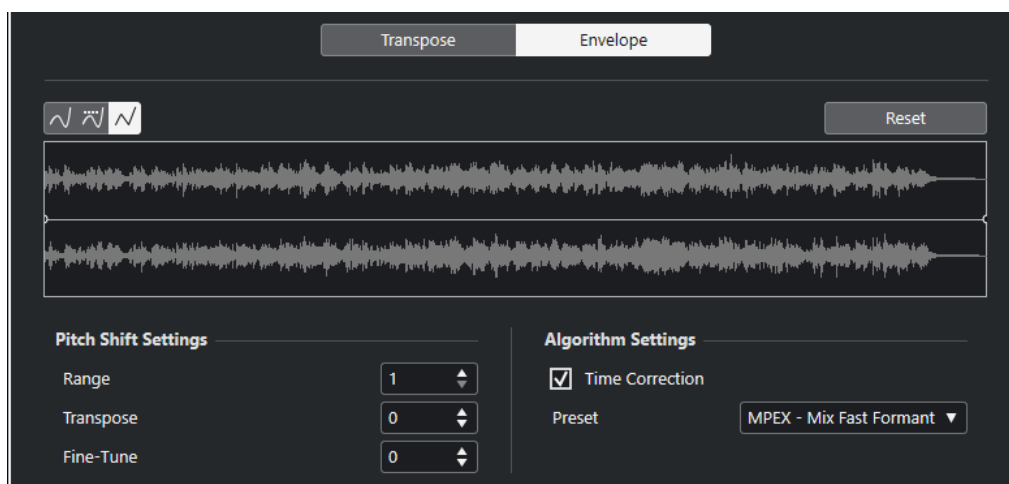 Transpose Envelope
Reset
Pitch Shift Settings
Range 1
Transpose 0
Fine-Tune 0
Algorithm Settings
Time Correction
Preset MPEX - Mix Fast Formant